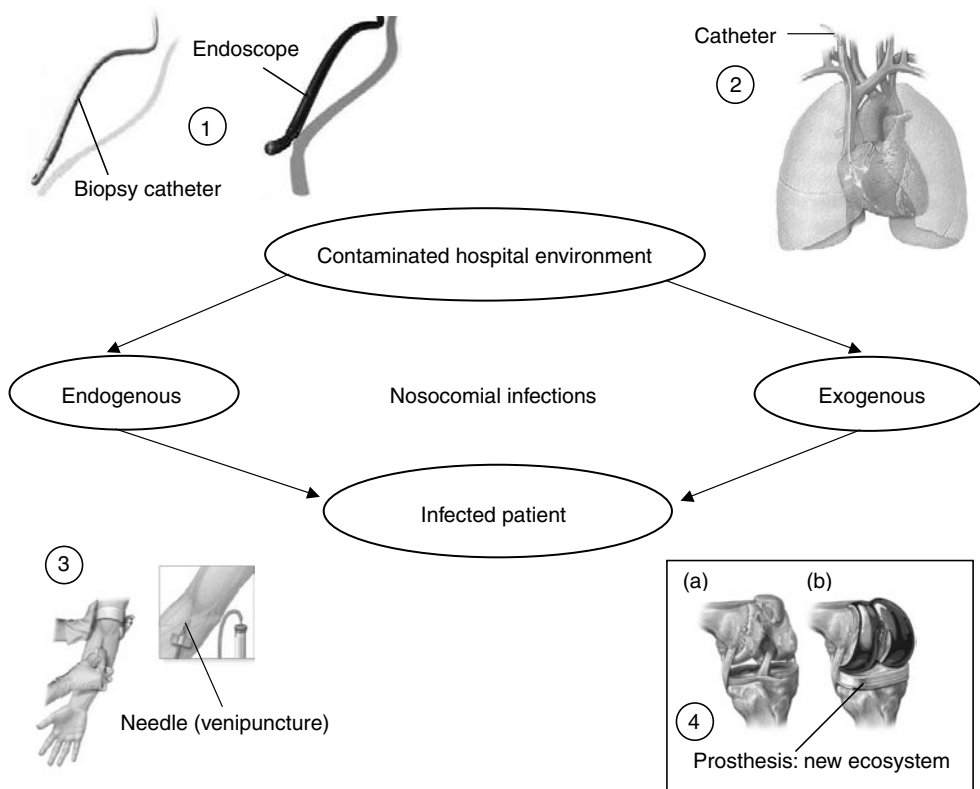 Endoscope
1
Biopsy catheter
Catheter
2
Contaminated hospital environment
Endogenous
Nosocomial infections
Exogenous
Infected patient
3
Needle (venipuncture)
(a)
(b)
4
Prosthesis: new ecosystem